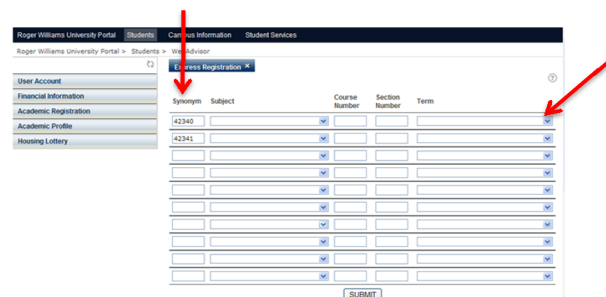 Roger Williams University Portal Students Campus Information Student Services
Roger Williams University Portal > Students > WebAdvisor
Express Registration ×
User Account
Financial Information
Academic Registration
Academic Profile
Housing Lottery
Synonym Subject Course Number Section Number Term
42340
42341
SUBMIT